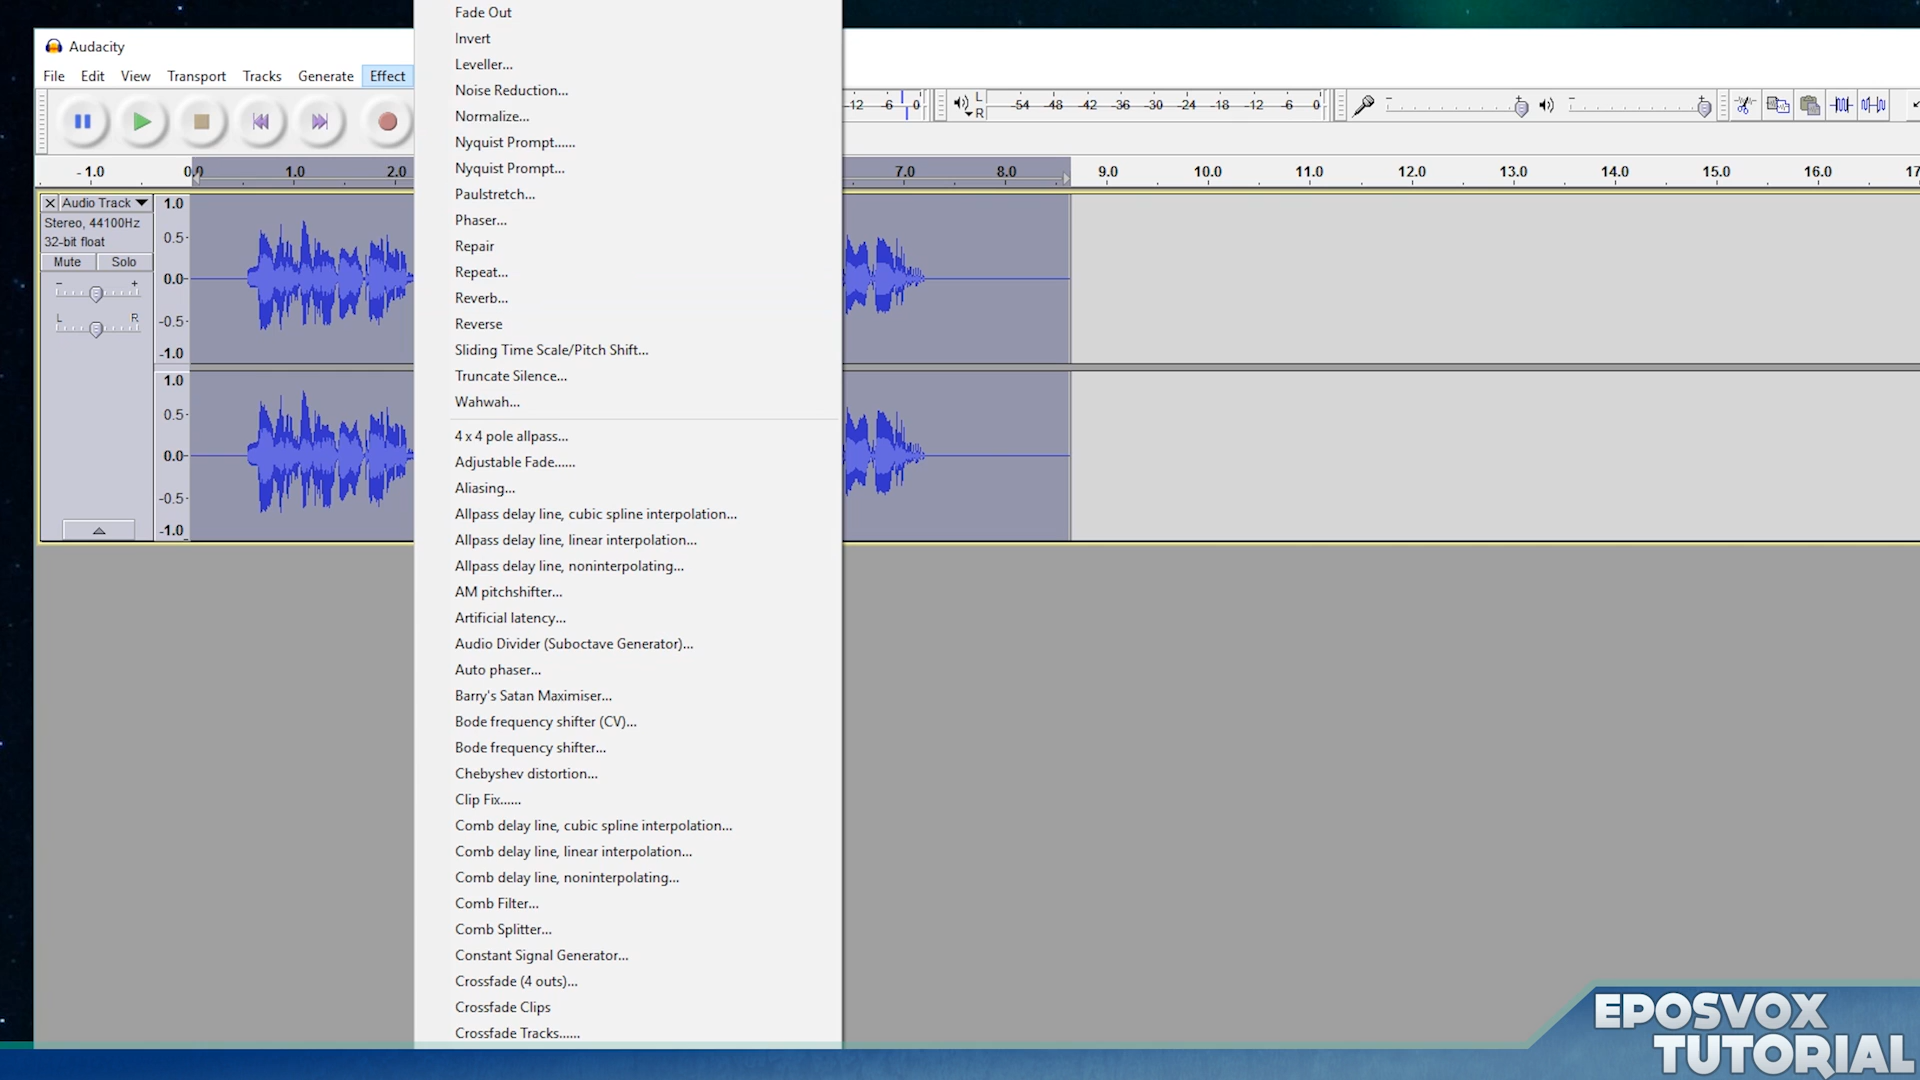 Audacity
File Edit View Transport Tracks Generate Effect
-12 -6 0 L R -54 -48 -42 -36 -30 -24 -18 -12 -6 0
- 1.0 0.0 1.0 2.0 7.0 8.0 9.0 10.0 11.0 12.0 13.0 14.0 15.0 16.0 17
Audio Track
Stereo, 44100Hz
32-bit float
Mute Solo
- +
L R
1.0
0.5
0.0
-0.5
-1.0
1.0
0.5
0.0
-0.5
-1.0
Fade Out
Invert
Leveller...
Noise Reduction...
Normalize...
Nyquist Prompt......
Nyquist Prompt...
Paulstretch...
Phaser...
Repair
Repeat...
Reverb...
Reverse
Sliding Time Scale/Pitch Shift...
Truncate Silence...
Wahwah...
4 x 4 pole allpass...
Adjustable Fade......
Aliasing...
Allpass delay line, cubic spline interpolation...
Allpass delay line, linear interpolation...
Allpass delay line, noninterpolating...
AM pitchshifter...
Artificial latency...
Audio Divider (Suboctave Generator)...
Auto phaser...
Barry's Satan Maximiser...
Bode frequency shifter (CV)...
Bode frequency shifter...
Chebyshev distortion...
Clip Fix......
Comb delay line, cubic spline interpolation...
Comb delay line, linear interpolation...
Comb delay line, noninterpolating...
Comb Filter...
Comb Splitter...
Constant Signal Generator...
Crossfade (4 outs)...
Crossfade Clips
Crossfade Tracks......
EPOSVOX
TUTORIAL